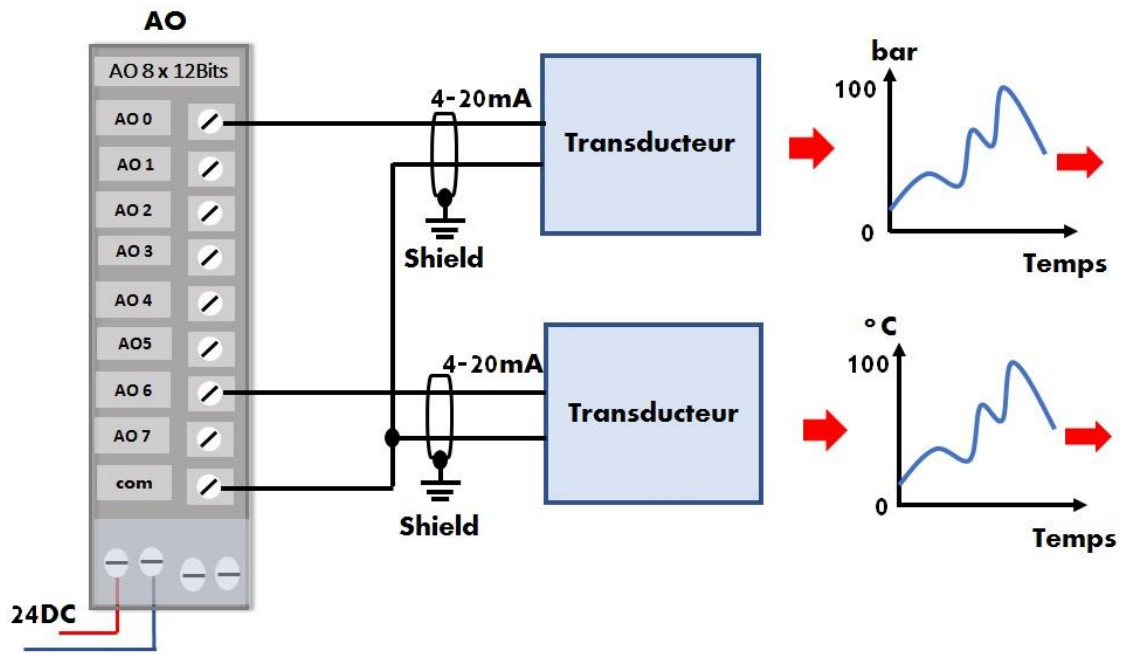 AO
AO 8 x 12Bits
AO 0
AO 1
AO 2
AO 3
AO 4
AO5
AO 6
AO 7
com
24DC
4-20mA
Shield
Transducteur
bar
100
0
Temps
4-20mA
Shield
Transducteur
°C
100
0
Temps